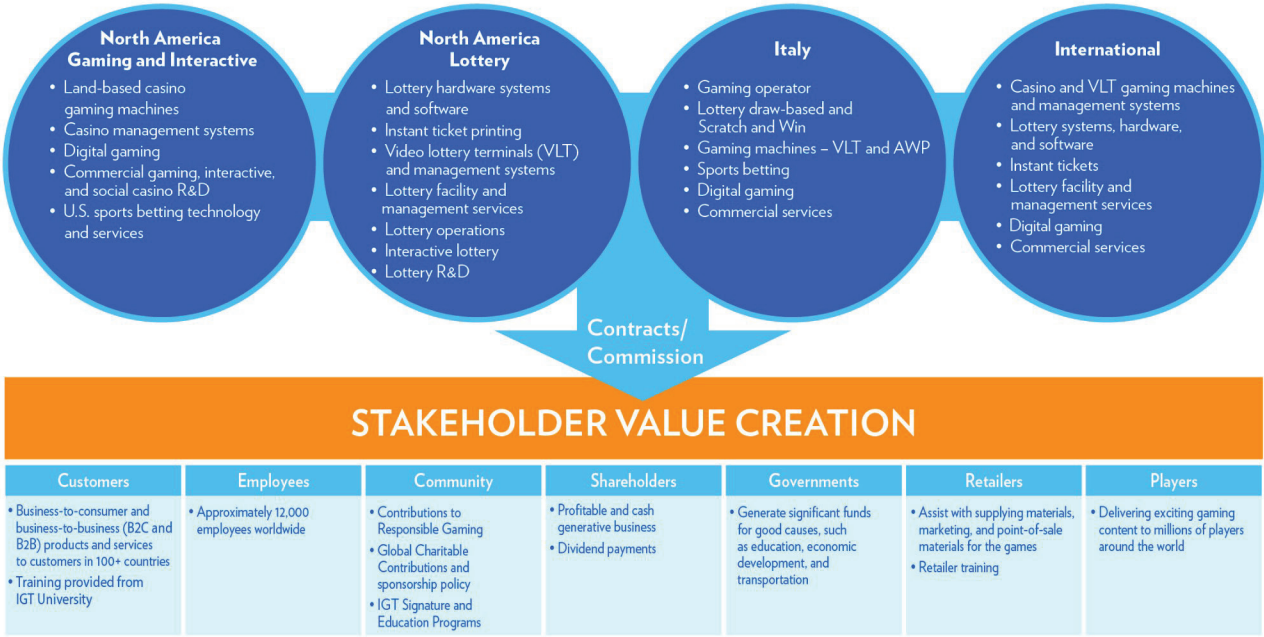 North America
Gaming and Interactive
• Land-based casino
gaming machines
• Casino management systems
• Digital gaming
• Commercial gaming, interactive,
and social casino R&D
• U.S. sports betting technology
and services
North America
Lottery
• Lottery hardware systems
and software
• Instant ticket printing
• Video lottery terminals (VLT)
and management systems
• Lottery facility and
management services
• Lottery operations
• Interactive lottery
• Lottery R&D
Italy
• Gaming operator
• Lottery draw-based and
Scratch and Win
• Gaming machines – VLT and AWP
• Sports betting
• Digital gaming
• Commercial services
International
• Casino and VLT gaming machines
and management systems
• Lottery systems, hardware,
and software
• Instant tickets
• Lottery facility and
management services
• Digital gaming
• Commercial services
Contracts/
Commission
STAKEHOLDER VALUE CREATION
Customers
• Business-to-consumer and
business-to-business (B2C and
B2B) products and services
to customers in 100+ countries
• Training provided from
IGT University
Employees
• Approximately 12,000
employees worldwide
Community
• Contributions to
Responsible Gaming
• Global Charitable
Contributions and
sponsorship policy
• IGT Signature and
Education Programs
Shareholders
• Profitable and cash
generative business
• Dividend payments
Governments
• Generate significant funds
for good causes, such
as education, economic
development, and
transportation
Retailers
• Assist with supplying materials,
marketing, and point-of-sale
materials for the games
• Retailer training
Players
• Delivering exciting gaming
content to millions of players
around the world